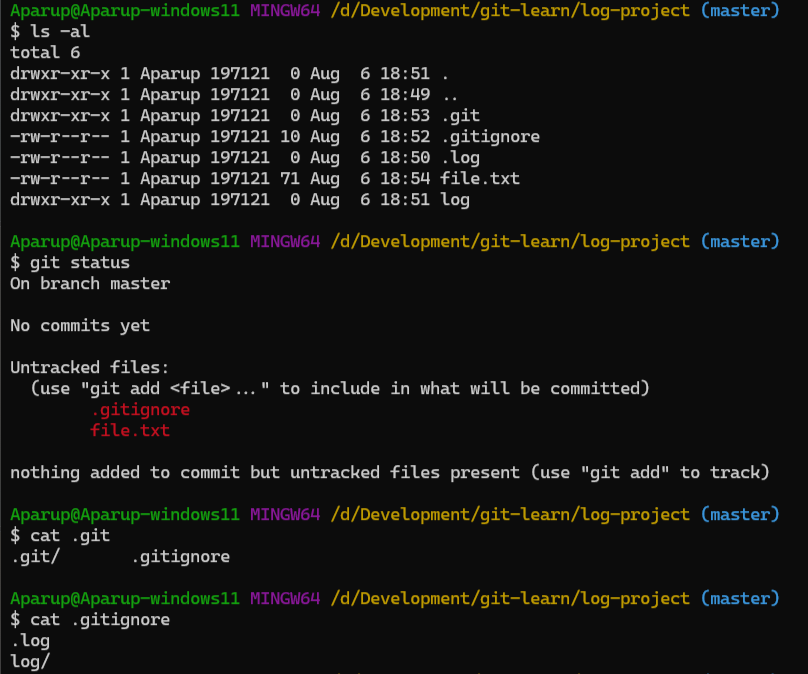 Aparup@Aparup-windows11 MINGW64 /d/Development/git-learn/log-project (master)
$ ls -al
total 6
drwxr-xr-x 1 Aparup 197121  0 Aug  6 18:51 .
drwxr-xr-x 1 Aparup 197121  0 Aug  6 18:49 ..
drwxr-xr-x 1 Aparup 197121  0 Aug  6 18:53 .git
-rw-r--r-- 1 Aparup 197121 10 Aug  6 18:52 .gitignore
-rw-r--r-- 1 Aparup 197121  0 Aug  6 18:50 .log
-rw-r--r-- 1 Aparup 197121 71 Aug  6 18:54 file.txt
drwxr-xr-x 1 Aparup 197121  0 Aug  6 18:51 log
Aparup@Aparup-windows11 MINGW64 /d/Development/git-learn/log-project (master)
$ git status
On branch master
No commits yet
Untracked files:
  (use "git add <file>..." to include in what will be committed)
        .gitignore
        file.txt
nothing added to commit but untracked files present (use "git add" to track)
Aparup@Aparup-windows11 MINGW64 /d/Development/git-learn/log-project (master)
$ cat .git
.git/       .gitignore
Aparup@Aparup-windows11 MINGW64 /d/Development/git-learn/log-project (master)
$ cat .gitignore
.log
log/